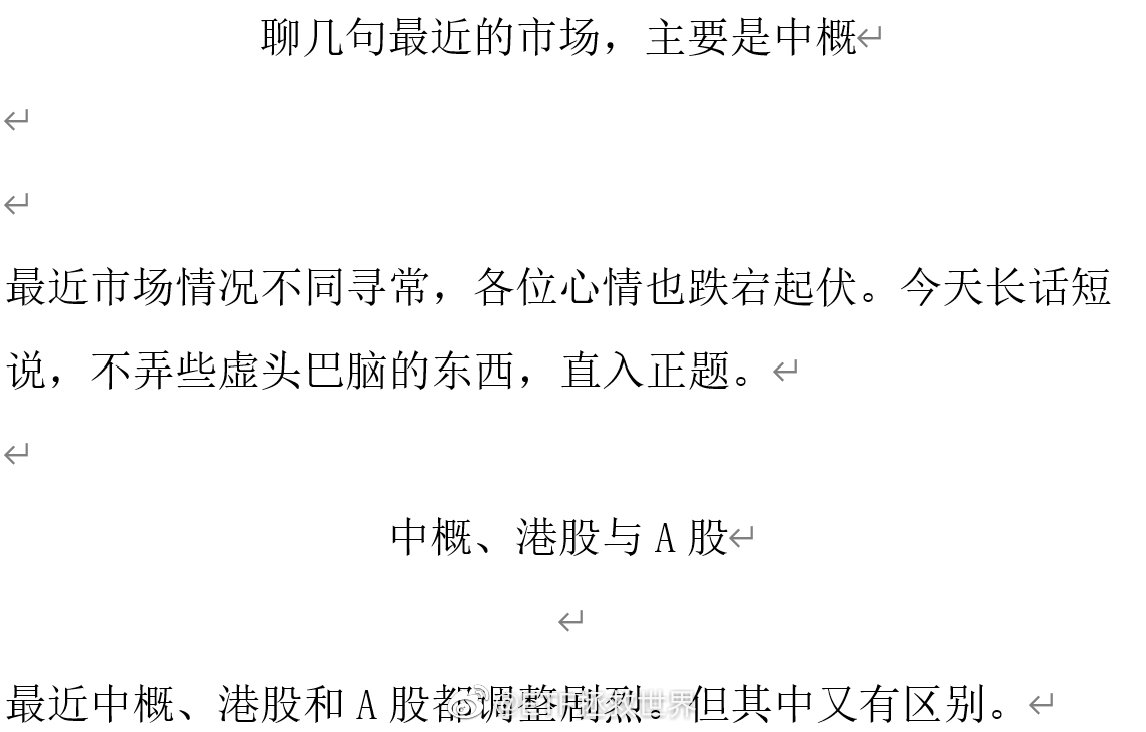 聊几句最近的市场，主要是中概
最近市场情况不同寻常，各位心情也跌宕起伏。今天长话短
说，不弄些虚头巴脑的东西，直入正题。
中概、港股与 A 股
最近中概、港股和 A 股都调整剧烈。但其中又有区别。